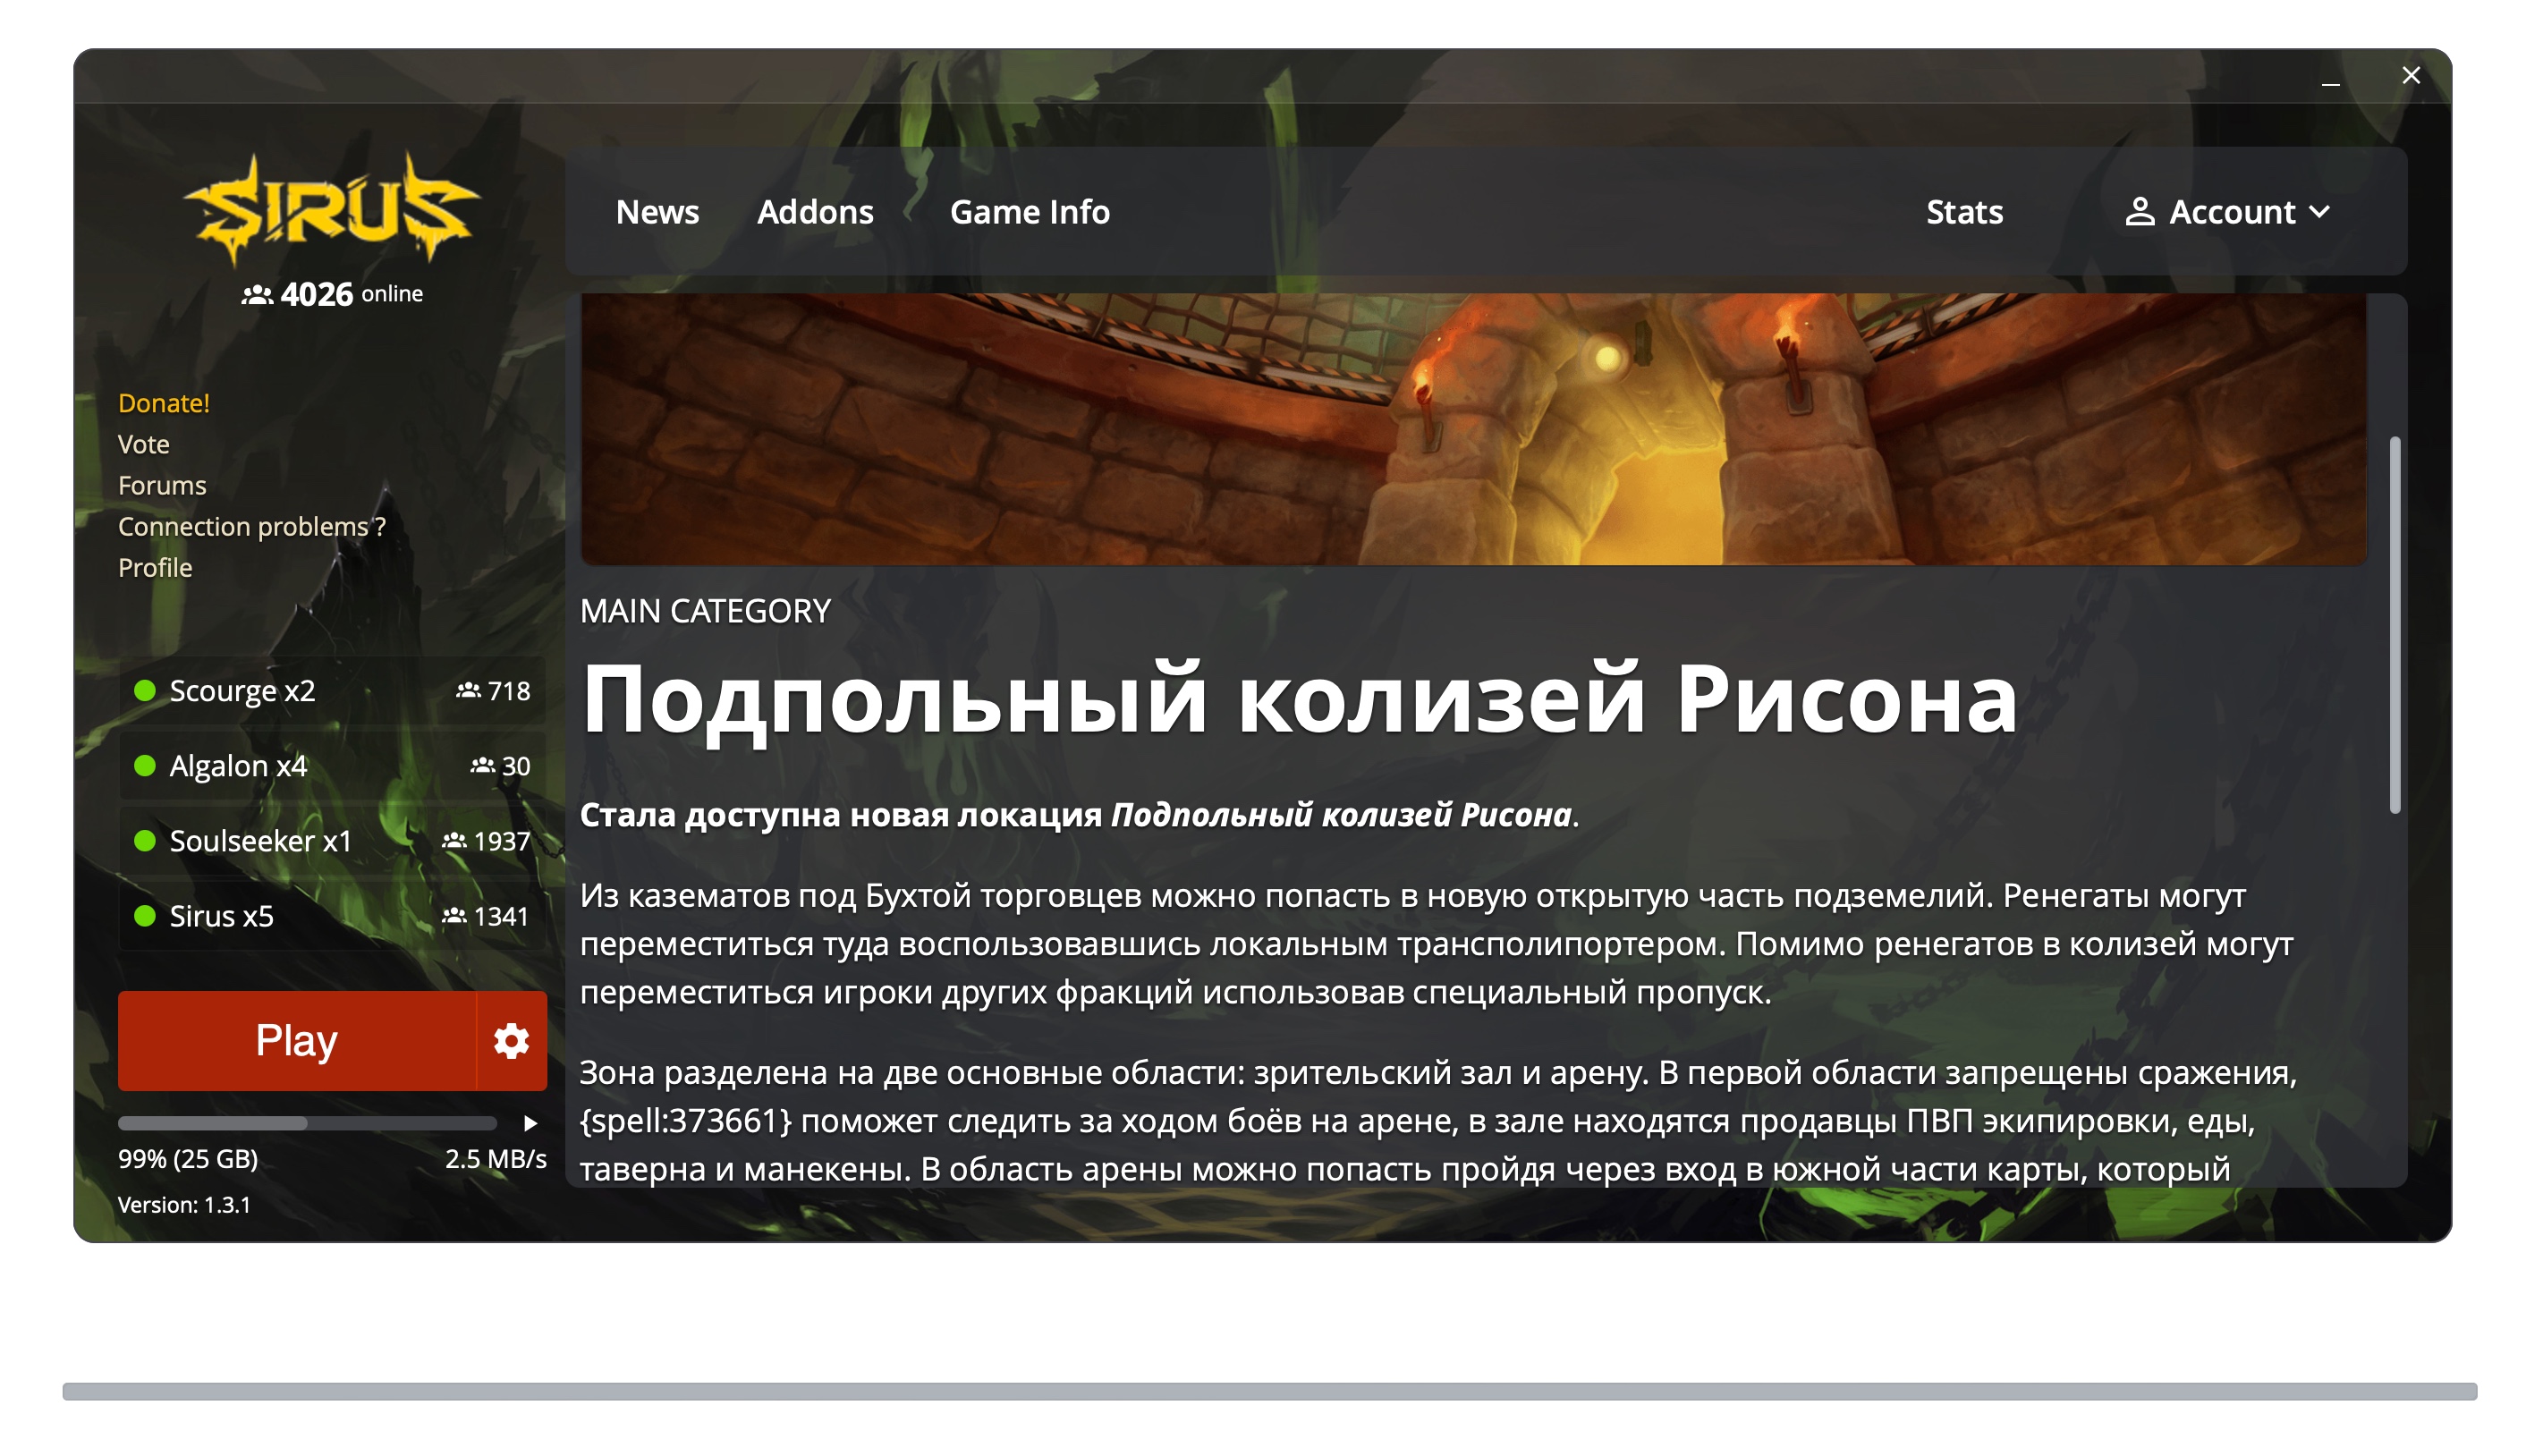 SIRUS
4026 online
News Addons Game Info Stats Account
Donate!
Vote
Forums
Connection problems ?
Profile
Scourge x2 718
Algalon x4 30
Soulseeker x1 1937
Sirus x5 1341
Play
99% (25 GB) 2.5 MB/s
Version: 1.3.1
MAIN CATEGORY
Подпольный колизей Рисона
Стала доступна новая локация Подпольный колизей Рисона.
Из казематов под Бухтой торговцев можно попасть в новую открытую часть подземелий. Ренегаты могут
переместиться туда воспользовавшись локальным трансполипортером. Помимо ренегатов в колизей могут
переместиться игроки других фракций использовав специальный пропуск.
Зона разделена на две основные области: зрительский зал и арену. В первой области запрещены сражения,
{spell:373661} поможет следить за ходом боёв на арене, в зале находятся продавцы ПВП экипировки, еды,
таверна и манекены. В область арены можно попасть пройдя через вход в южной части карты, который